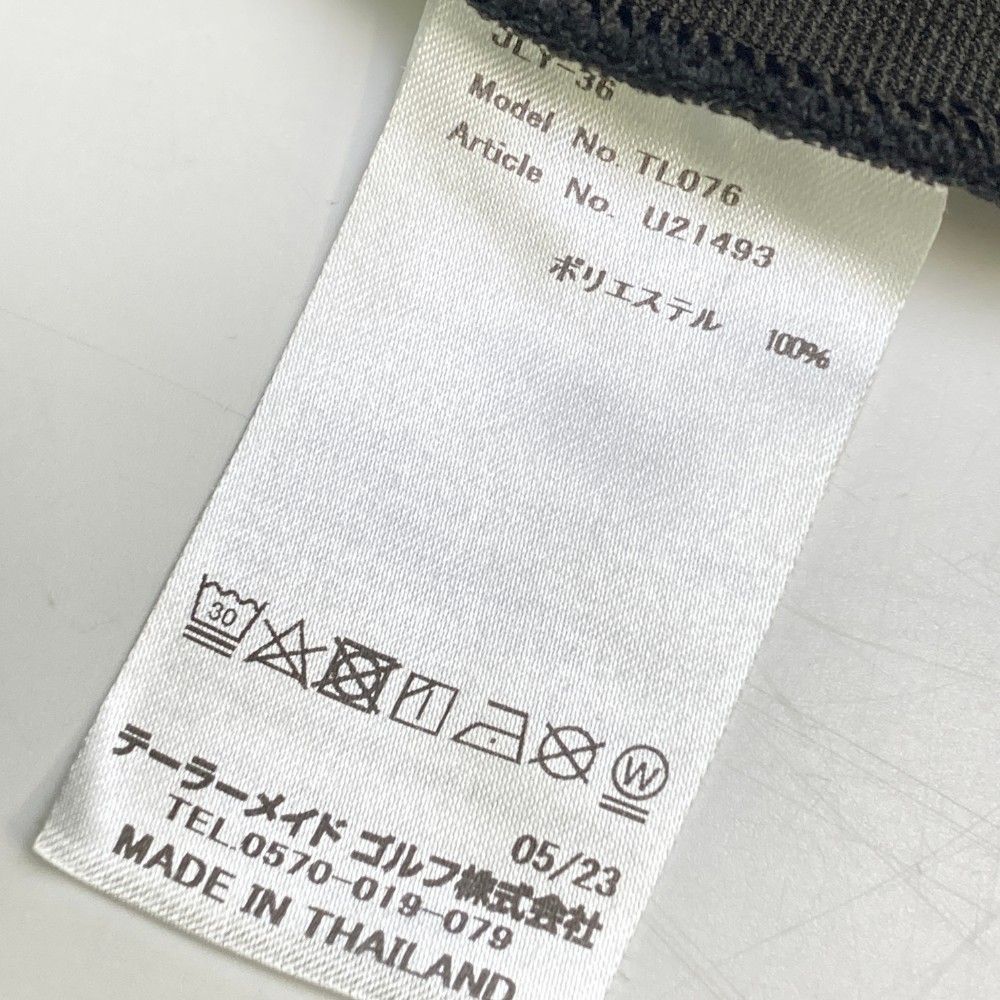 JLY-36
Model No. TL076
Article No. U21493
ポリエステル 100%
30
W
05/23
テーラーメイド ゴルフ株式会社
TEL.0570-019-079
MADE IN THAILAND